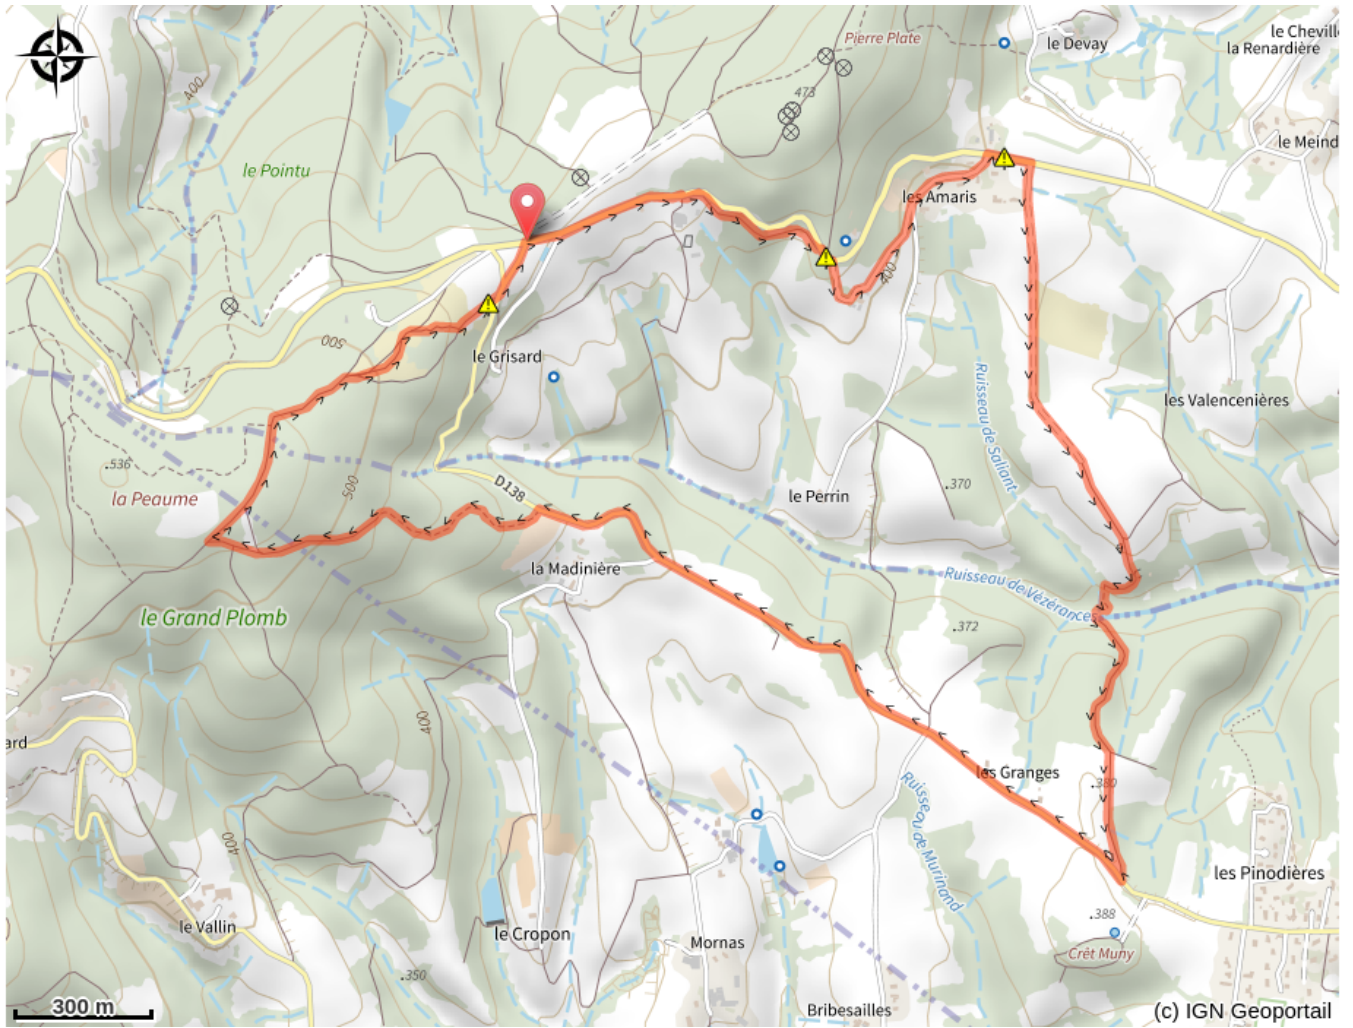 le Chevill
Pierre Plate
le Devay
la Renardière
400
473
le Meind
le Pointu
les Amaris
400
500
le Grisard
Ruisseau de Saliant
les Valencenières
.536
500
D138
.370
la Peaume
le Perrin
la Madinière
Ruisseau de Vézérance
le Grand Plomb
.372
400
ard
les Granges
.380
Ruisseau de Murinand
400
les Pinodières
.388
le Vallin
le Cropon
Mornas
Crêt Muny
.350
300 m
Bribesailles
(c) IGN Geoportail